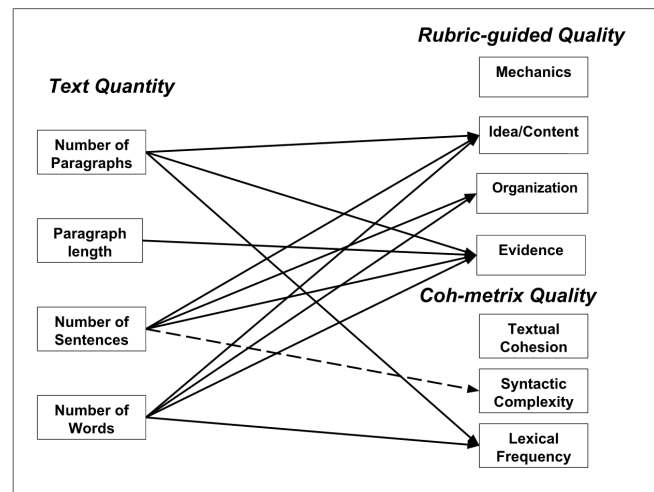 Text Quantity
Number of
Paragraphs
Paragraph
length
Number of
Sentences
Number of
Words
Rubric-guided Quality
Mechanics
Idea/Content
Organization
Evidence
Coh-metrix Quality
Textual
Cohesion
Syntactic
Complexity
Lexical
Frequency